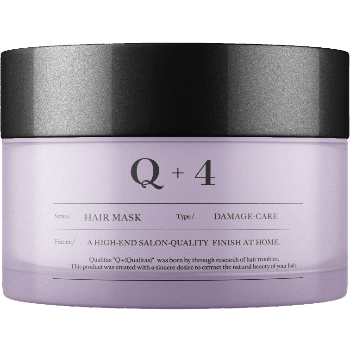 Q + 4
Series/ HAIR MASK Type/ DAMAGE-CARE
Feature/ A HIGH-END SALON-QUALITY FINISH AT HOME.
Qualitas "Q+(Qualitas)" was born by through research of hair troubles.
This product was created with a sincere desire to extract the natural beauty of your hair